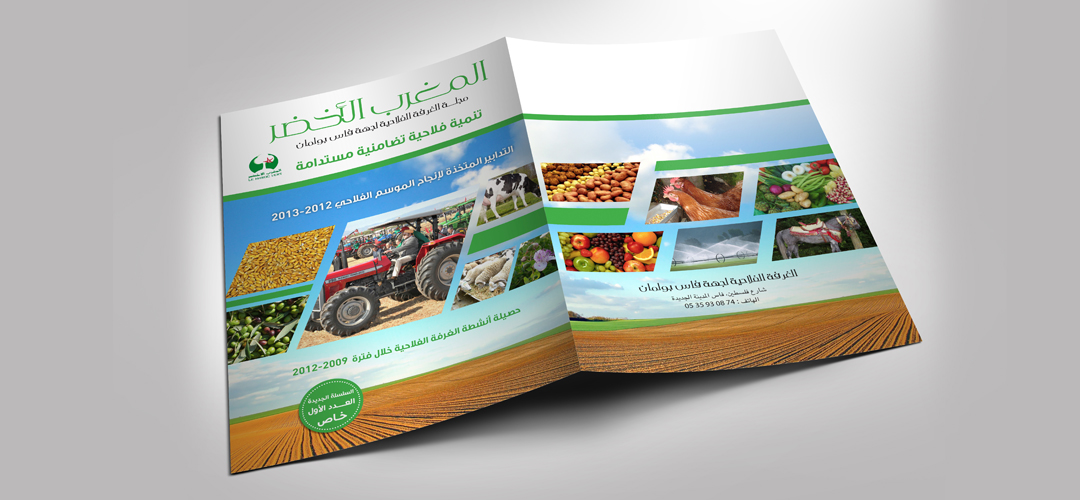 المغرب الأخضر
مجلة الغرفة الفلاحية لجهة فاس بولمان
تنمية فلاحية تضامنية مستدامة
التدابير المتخذة لإنجاح الموسم الفلاحي 2012-2013
حصيلة أنشطة الغرفة الفلاحية خلال فترة 2009-2012
السلسلة الجديدة
العدد الأول
خاص
الغرفة الفلاحية لجهة فاس بولمان
شارع فلسطين، فاس المدينة الجديدة
الهاتف : 05 35 93 08 74